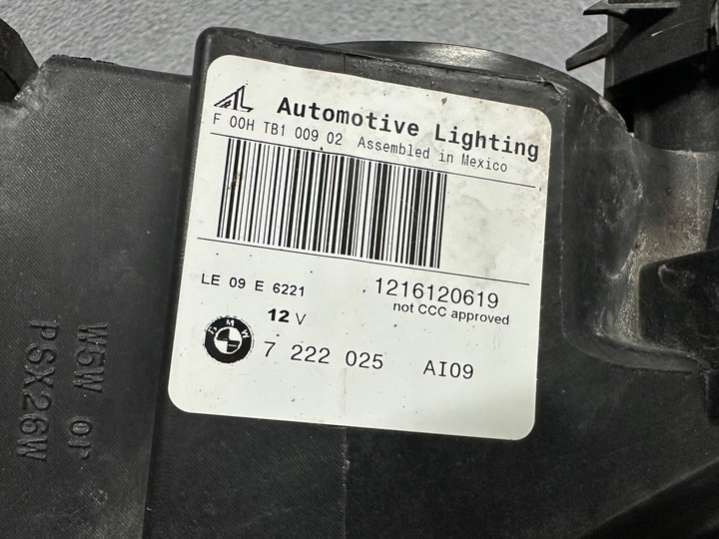 AL Automotive Lighting
F 00H TB1 009 02 Assembled in Mexico
LE 09 E 6221 1216120619
not CCC approved
12 V
BMW 7 222 025 AI09
W5W or
PSX26W